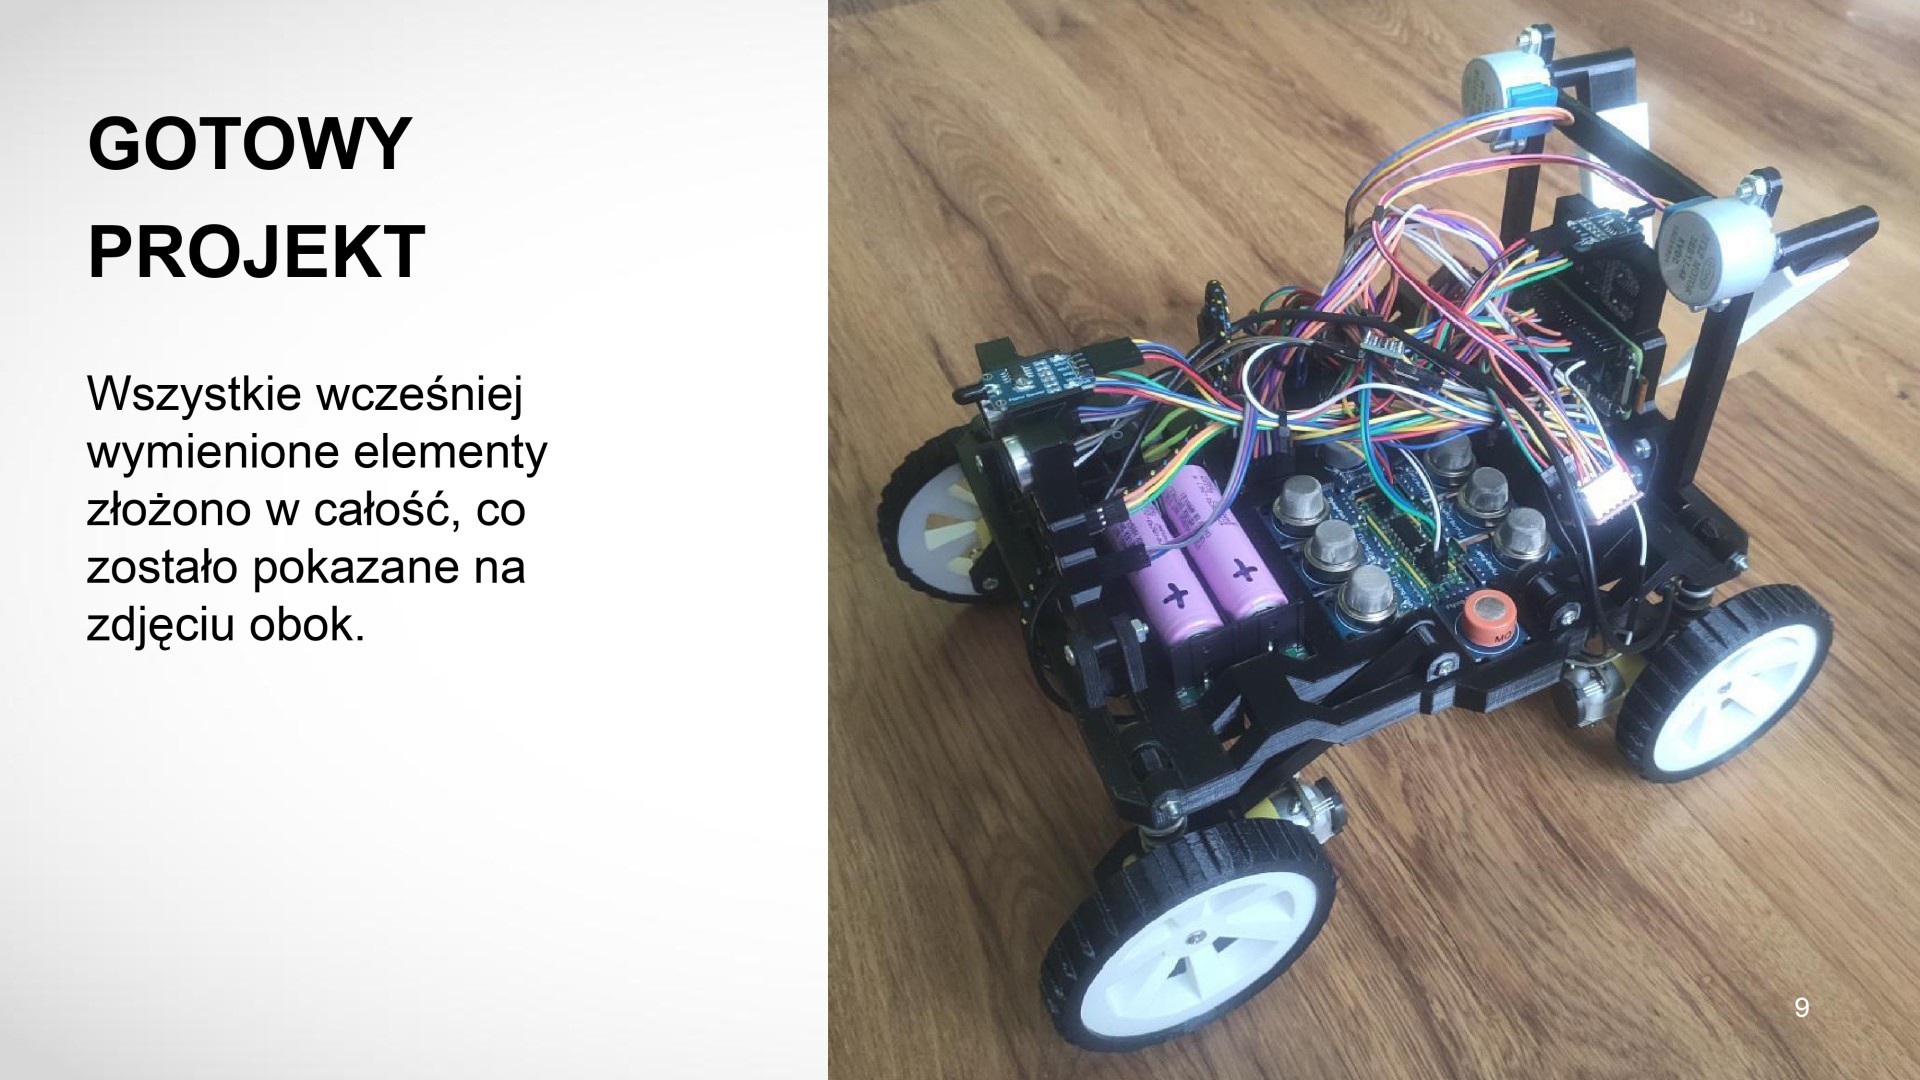 GOTOWY
PROJEKT
Wszystkie wcześniej
wymienione elementy
złożono w całość, co
zostało pokazane na
zdjęciu obok.
+
+
9